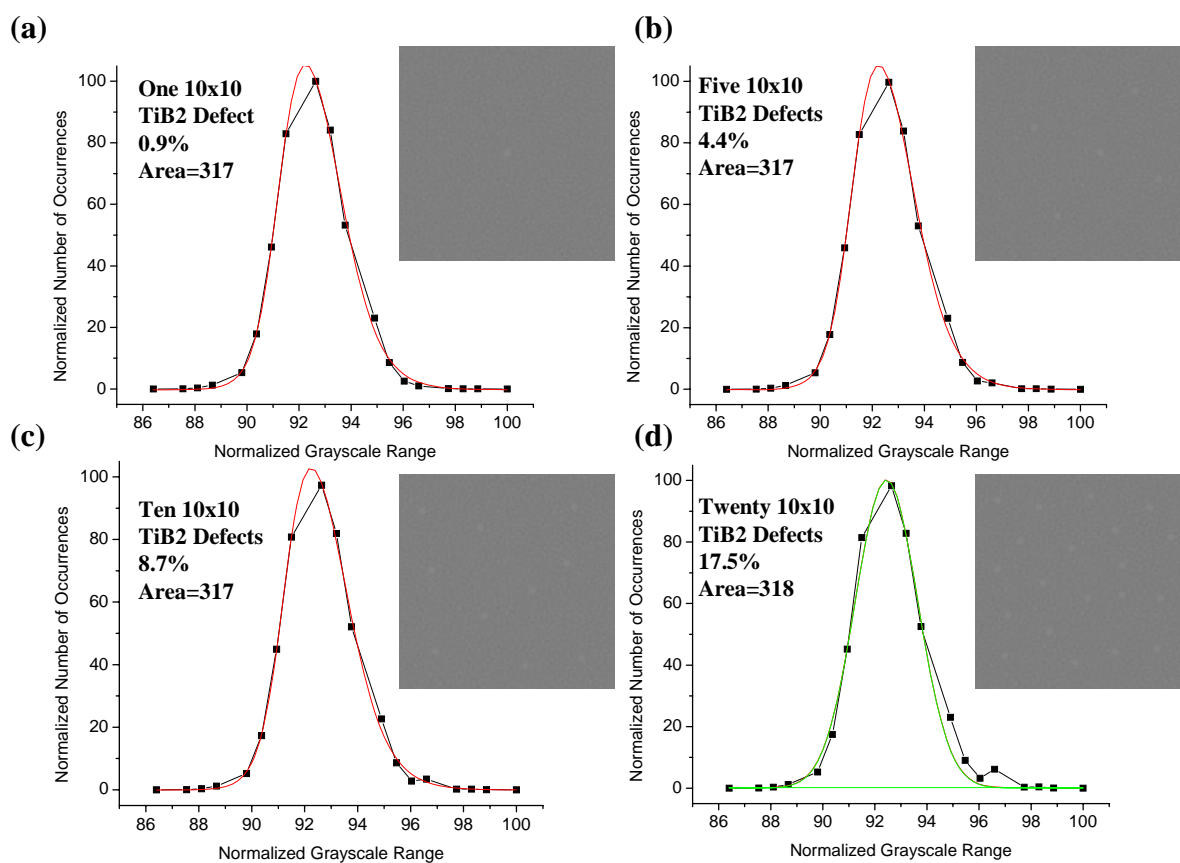 (a)
One 10x10
TiB2 Defect
0.9%
Area=317
Normalized Number of Occurrences
100
80
60
40
20
0
86 88 90 92 94 96 98 100
Normalized Grayscale Range
(b)
Five 10x10
TiB2 Defects
4.4%
Area=317
Normalized Number of Occurrences
100
80
60
40
20
0
86 88 90 92 94 96 98 100
Normalized Grayscale Range
(c)
Ten 10x10
TiB2 Defects
8.7%
Area=317
Normalized Number of Occurrences
100
80
60
40
20
0
86 88 90 92 94 96 98 100
Normalized Grayscale Range
(d)
Twenty 10x10
TiB2 Defects
17.5%
Area=318
Normalized Number of Occurrences
100
80
60
40
20
0
86 88 90 92 94 96 98 100
Normalized Grayscale Range